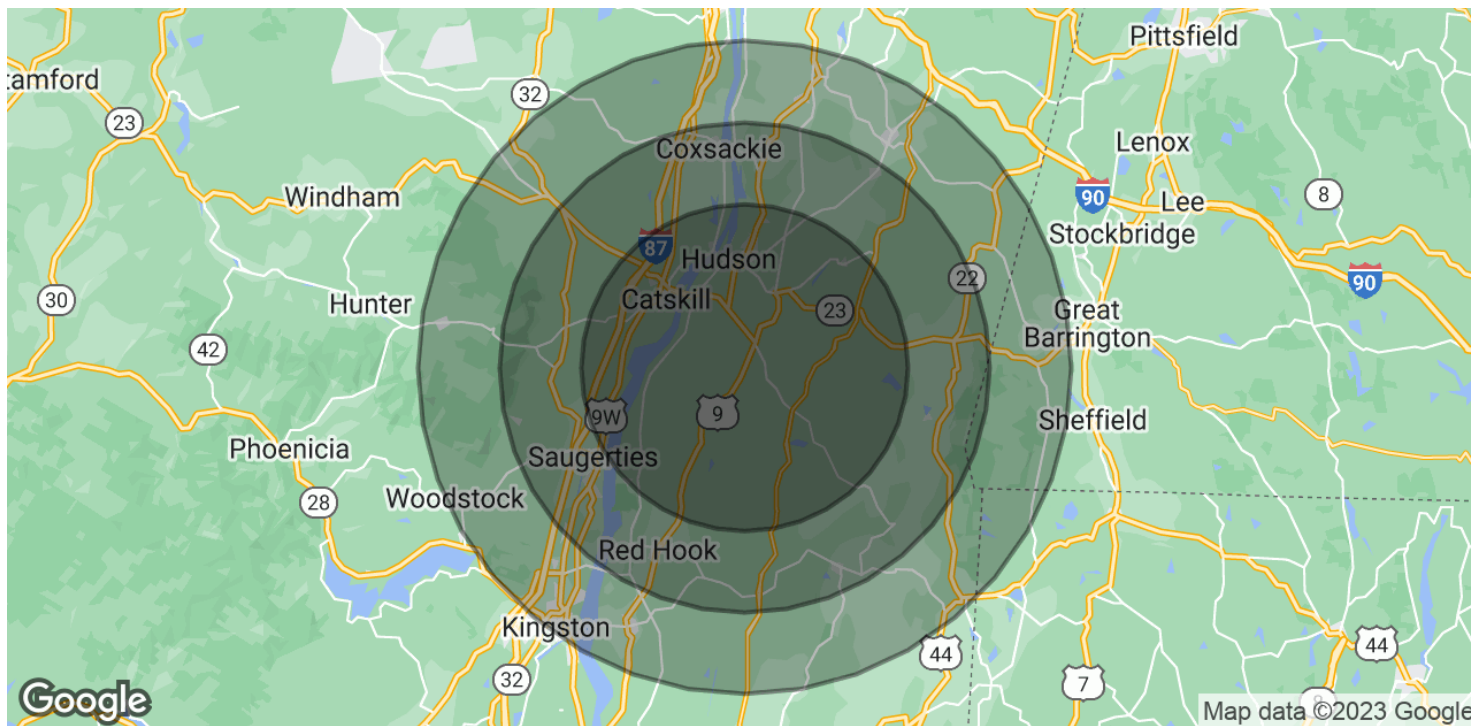 Pittsfield
tamford
32
23
Coxsackie
Lenox
Windham
90
8
Lee
Stockbridge
87
Hudson
22
90
30
Hunter
Catskill
23
Great
Barrington
42
9W
9
Sheffield
Phoenicia
Saugerties
28
Woodstock
Red Hook
Kingston
44
44
32
7
Google
Map data ©2023 Google